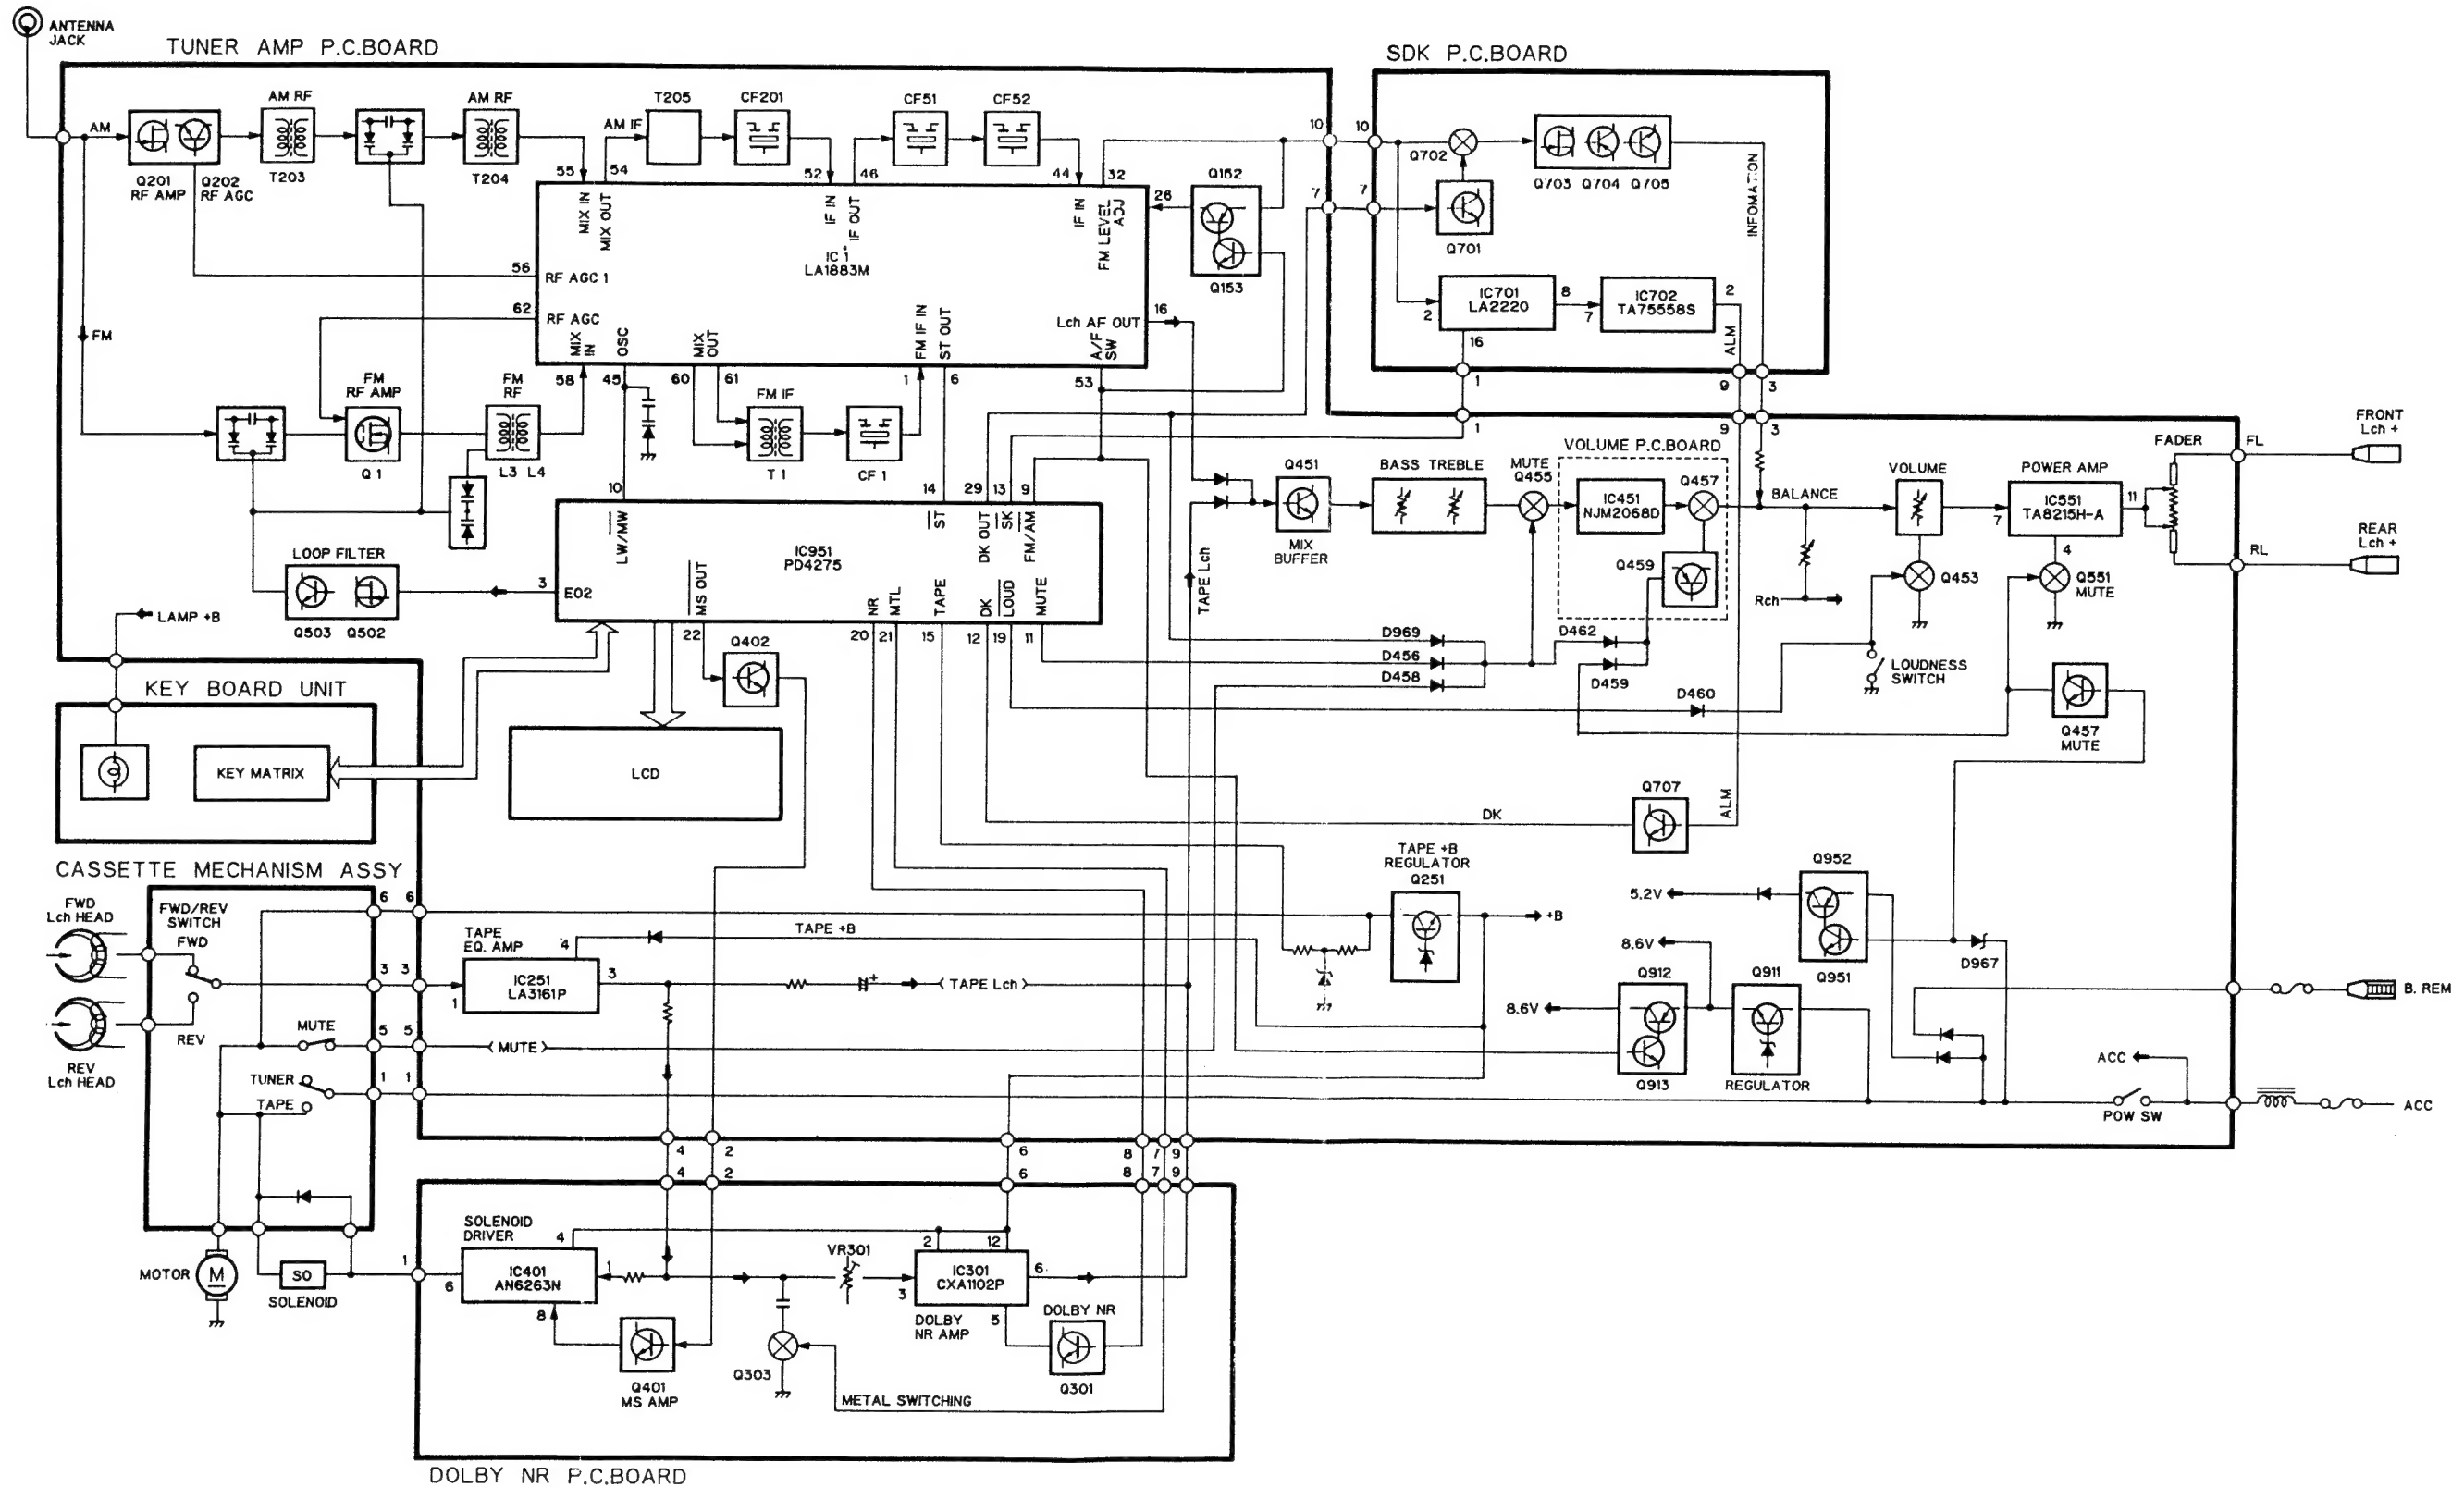 ANTENNA
JACK
TUNER AMP P.C.BOARD
SDK P.C.BOARD
AM
AM RF
T203
AM RF
T204
Q201
RF AMP
Q202
RF AGC
AM IF
T205
CF201
CF51
CF52
55
54
52
46
44
32
MIX IN
MIX OUT
IF IN
IF OUT
IF IN
FM LEVEL
ADJ
IC 1
LA1883M
56
RF AGC 1
62
RF AGC
MIX
IN
OSC
MIX
OUT
FM IF IN
ST OUT
Lch AF OUT
16
A/F
SW
58
45
60
61
1
6
53
26
Q152
Q153
10
10
7
7
Q702
Q701
Q703
Q704
Q705
INFOMATION
IC701
LA2220
2
8
16
IC702
TA75558S
7
2
ALM
1
9
3
1
9
3
FM
FM
RF AMP
Q 1
FM
RF
L3 L4
FM IF
T 1
CF 1
LOOP FILTER
Q503
Q502
3
EO2
10
14
29
13
9
LW/MW
ST
DK OUT
SK
FM/AM
IC951
PD4275
MS OUT
NR
MTL
TAPE
DK
LOUD
MUTE
22
20
21
15
12
19
11
Q402
TAPE Lch
Q451
MIX
BUFFER
BASS TREBLE
MUTE
Q455
VOLUME P.C.BOARD
IC451
NJM2068D
Q457
Q459
BALANCE
Rch
VOLUME
Q453
POWER AMP
IC551
TA8215H-A
7
11
4
Q551
MUTE
FADER
FL
FRONT
Lch +
RL
REAR
Lch +
D969
D456
D458
D462
D459
D460
LOUDNESS
SWITCH
Q457
MUTE
LAMP +B
KEY BOARD UNIT
KEY MATRIX
LCD
Q707
DK
ALM
CASSETTE MECHANISM ASSY
FWD
Lch HEAD
FWD/REV
SWITCH
FWD
REV
REV
Lch HEAD
MUTE
TUNER
TAPE
6
6
3
3
5
5
1
1
TAPE
EQ. AMP
4
IC251
LA3161P
1
3
TAPE +B
+
TAPE Lch
MUTE
TAPE +B
REGULATOR
Q251
+B
5.2V
Q952
Q951
D967
8.6V
8.6V
Q912
Q913
Q911
REGULATOR
B. REM
ACC
POW SW
ACC
4
2
6
8
7
9
4
2
6
8
7
9
MOTOR
M
SO
SOLENOID
1
SOLENOID
DRIVER
4
IC401
AN6263N
6
1
8
Q401
MS AMP
VR301
Q303
METAL SWITCHING
2
12
IC301
CXA1102P
3
6
5
DOLBY
NR AMP
DOLBY NR
Q301
DOLBY NR P.C.BOARD